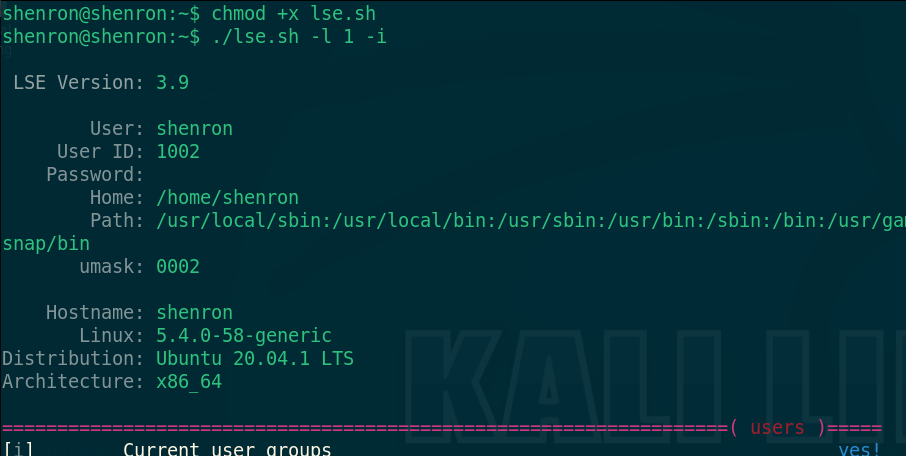 shenron@shenron:~$ chmod +x lse.sh
shenron@shenron:~$ ./lse.sh -l 1 -i
LSE Version: 3.9
User: shenron
User ID: 1002
Password:
Home: /home/shenron
Path: /usr/local/sbin:/usr/local/bin:/usr/sbin:/usr/bin:/sbin:/bin:/usr/gam
snap/bin
umask: 0002
Hostname: shenron
Linux: 5.4.0-58-generic
Distribution: Ubuntu 20.04.1 LTS
Architecture: x86_64
KALI LI
==================================================================( users )=====
[i] Current user groups yes!